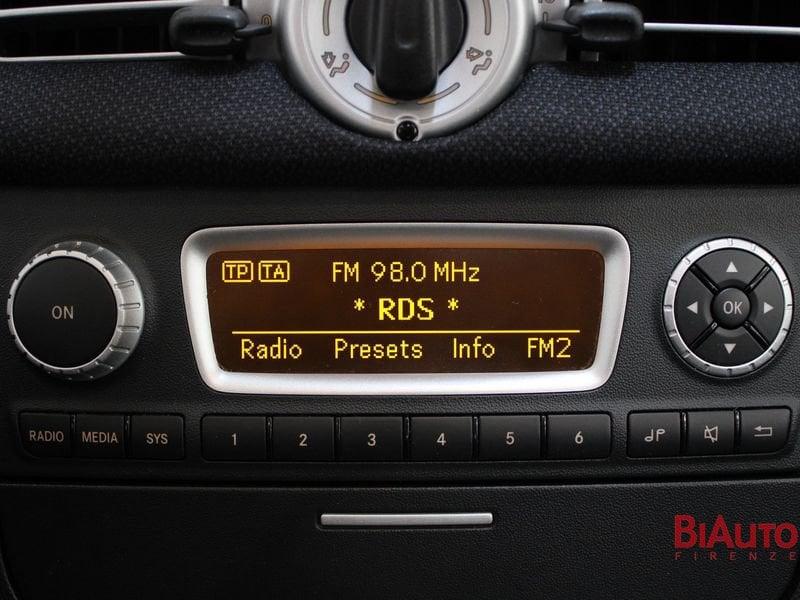 TP TA FM 98.0 MHz
* RDS *
Radio Presets Info FM2
ON
OK
RADIO MEDIA SYS 1 2 3 4 5 6
BIAUTO
FIRENZE